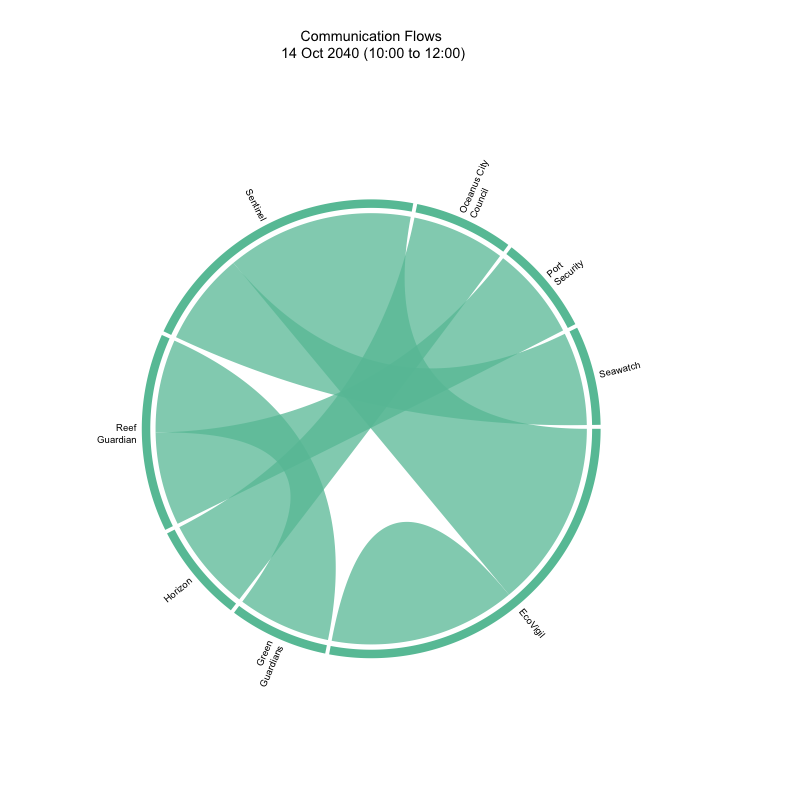 Communication Flows
14 Oct 2040 (10:00 to 12:00)
Oceanus City
Council
Sentinel
Port
Security
Seawatch
Reef
Guardian
Horizon
Green
Guardians
EcoVigil